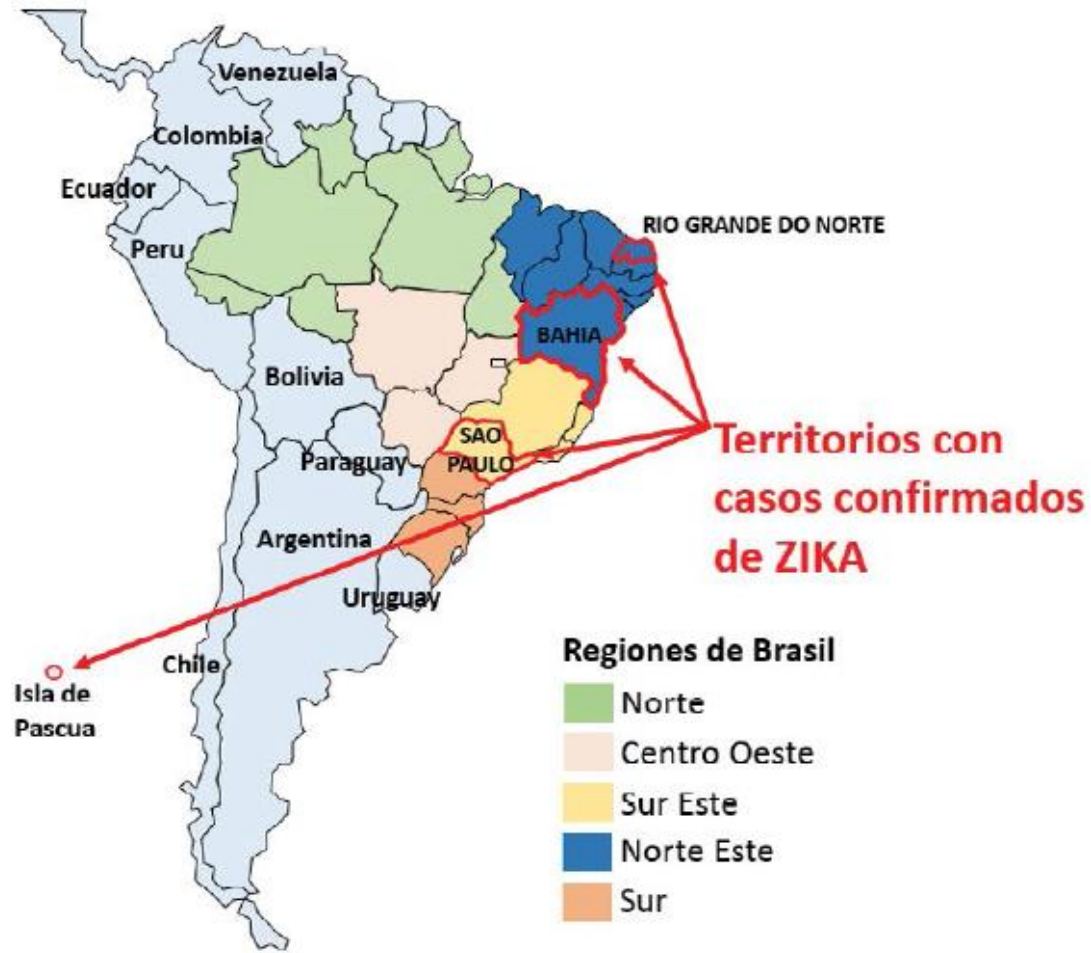 Venezuela
Colombia
Ecuador
RIO GRANDE DO NORTE
Peru
BAHIA
Bolivia
SAO
PAULO
Paraguay
Territorios con
casos confirmados
de ZIKA
Argentina
Uruguay
Chile
Isla de
Pascua
Regiones de Brasil
Norte
Centro Oeste
Sur Este
Norte Este
Sur